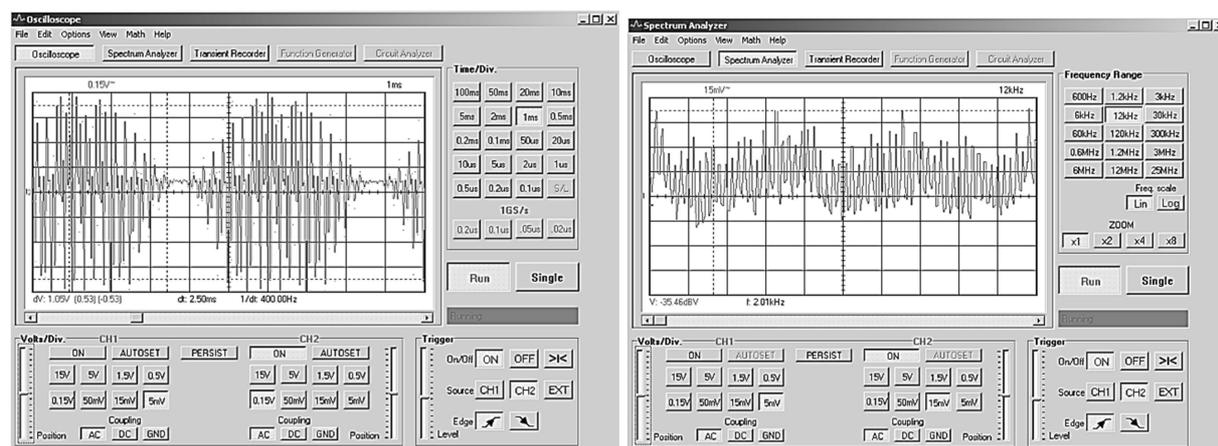 Oscilloscope
File Edit Options View Math Help
Oscilloscope Spectrum Analyzer Transient Recorder Function Generator Circuit Analyzer
0.15V~ 1ms
dV: 1.05V (0.53) (-0.53) dt: 2.50ms 1/dt: 400.00Hz
Time/Div.
100ms 50ms 20ms 10ms
5ms 2ms 1ms 0.5ms
0.2ms 0.1ms 50us 20us
10us 5us 2us 1us
0.5us 0.2us 0.1us S/L
1GS/s
0.2us 0.1us .05us .02us
Run Single
Running
Volts/Div. CH1 CH2
ON AUTOSET PERSIST ON AUTOSET
15V 5V 1.5V 0.5V 15V 5V 1.5V 0.5V
0.15V 50mV 15mV 5mV 0.15V 50mV 15mV 5mV
Coupling Coupling
Position AC DC GND AC DC GND Position
Trigger
On/Off ON OFF >|<
Source CH1 CH2 EXT
Edge
Level
Spectrum Analyzer
File Edit Options View Math Help
Oscilloscope Spectrum Analyzer Transient Recorder Function Generator Circuit Analyzer
15mV~ 12kHz
V: -35.46dBV f: 2.01kHz
Frequency Range
600Hz 1.2kHz 3kHz
6kHz 12kHz 30kHz
60kHz 120kHz 300kHz
0.6MHz 1.2MHz 3MHz
6MHz 12MHz 25MHz
Freq. scale
Lin Log
ZOOM
x1 x2 x4 x8
Run Single
Running
Volts/Div. CH1 CH2
ON AUTOSET PERSIST ON AUTOSET
15V 5V 1.5V 0.5V 15V 5V 1.5V 0.5V
0.15V 50mV 15mV 5mV 0.15V 50mV 15mV 5mV
Coupling Coupling
Position AC DC GND AC DC GND Position
Trigger
On/Off ON OFF >|<
Source CH1 CH2 EXT
Edge
Level